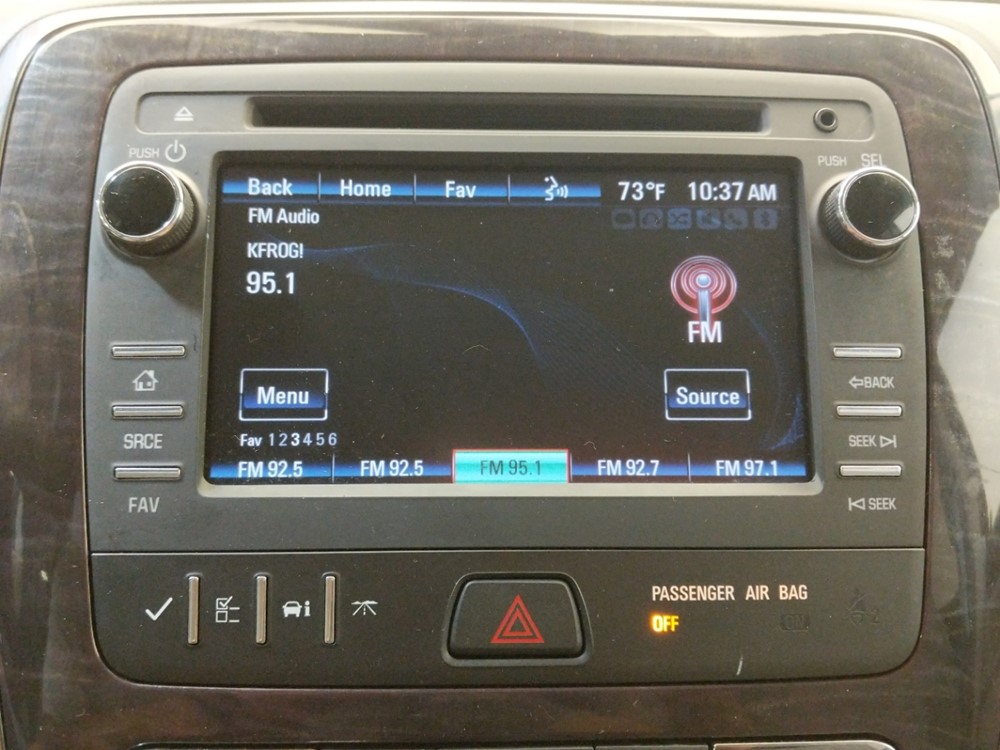 PUSH
PUSH SEL
Back Home Fav 73°F 10:37 AM
FM Audio
KFROG!
95.1
FM
Menu Source
BACK
SRCE
SEEK
Fav 1 2 3 4 5 6
FM 92.5 FM 92.5 FM 95.1 FM 92.7 FM 97.1
FAV
SEEK
PASSENGER AIR BAG
OFF ON
2